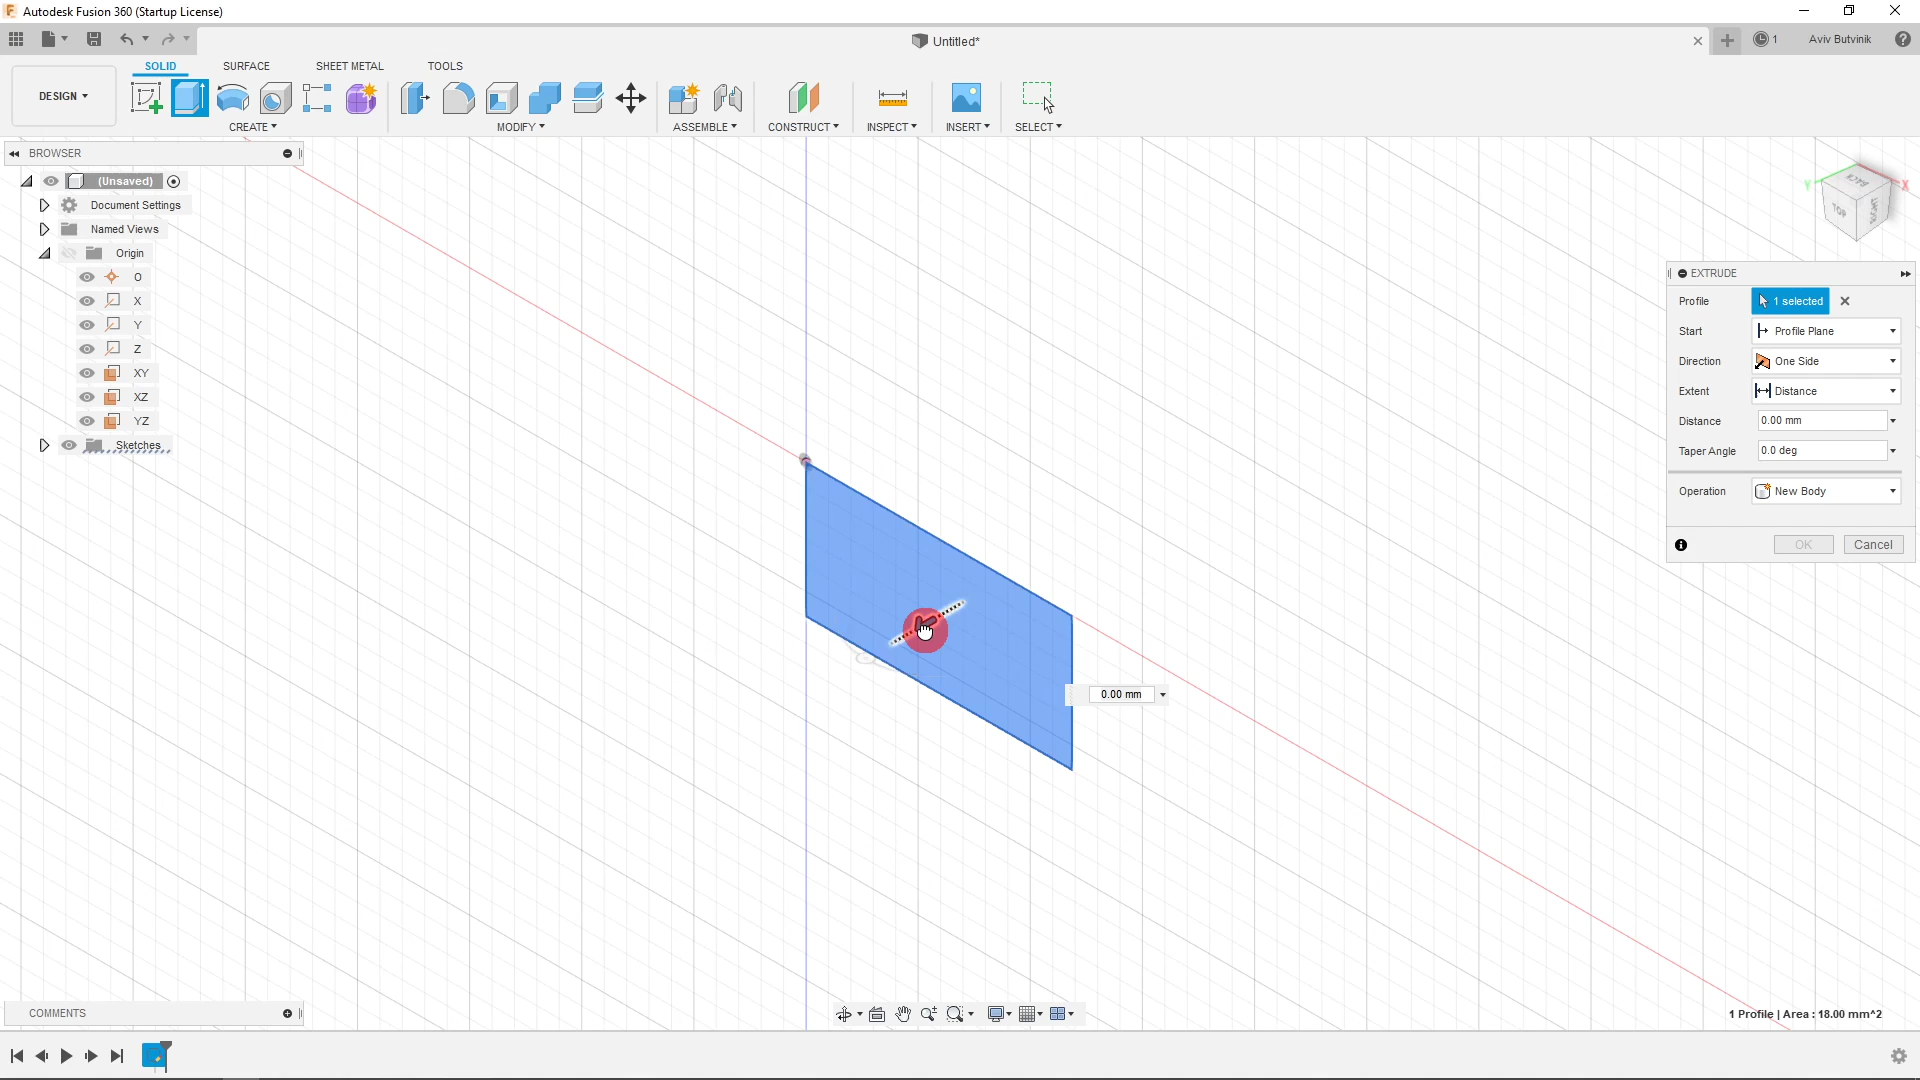 Autodesk Fusion 360 (Startup License)
Untitled*
1
Aviv Butvinik
DESIGN
SOLID
SURFACE
SHEET METAL
TOOLS
CREATE
MODIFY
ASSEMBLE
CONSTRUCT
INSPECT
INSERT
SELECT
BROWSER
(Unsaved)
Document Settings
Named Views
Origin
O
X
Y
Z
XY
XZ
YZ
Sketches
Y
X
BACK
TOP
EXTRUDE
Profile
1 selected
Start
Profile Plane
Direction
One Side
Extent
Distance
Distance
0.00 mm
Taper Angle
0.0 deg
Operation
New Body
OK
Cancel
0.00 mm
COMMENTS
1 Profile | Area : 18.00 mm^2